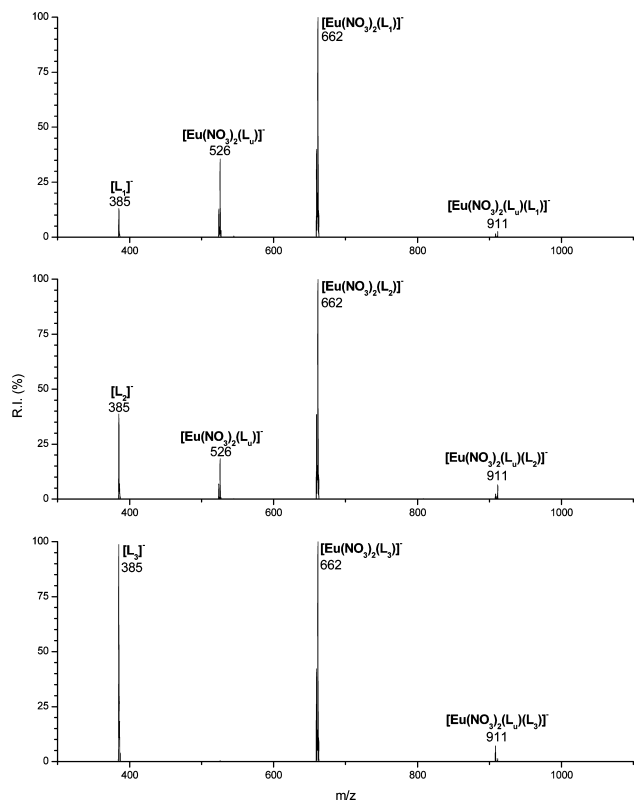 R.I. (%)
100
75
50
25
0
[L₁]⁻
385
[Eu(NO₃)₂(Lᵤ)]⁻
526
[Eu(NO₃)₂(L₁)]⁻
662
[Eu(NO₃)₂(Lᵤ)(L₁)]⁻
911
400 600 800 1000
100
75
50
25
0
[L₂]⁻
385
[Eu(NO₃)₂(Lᵤ)]⁻
526
[Eu(NO₃)₂(L₂)]⁻
662
[Eu(NO₃)₂(Lᵤ)(L₂)]⁻
911
400 600 800 1000
100
75
50
25
0
[L₃]⁻
385
[Eu(NO₃)₂(L₃)]⁻
662
[Eu(NO₃)₂(Lᵤ)(L₃)]⁻
911
400 600 800 1000
m/z